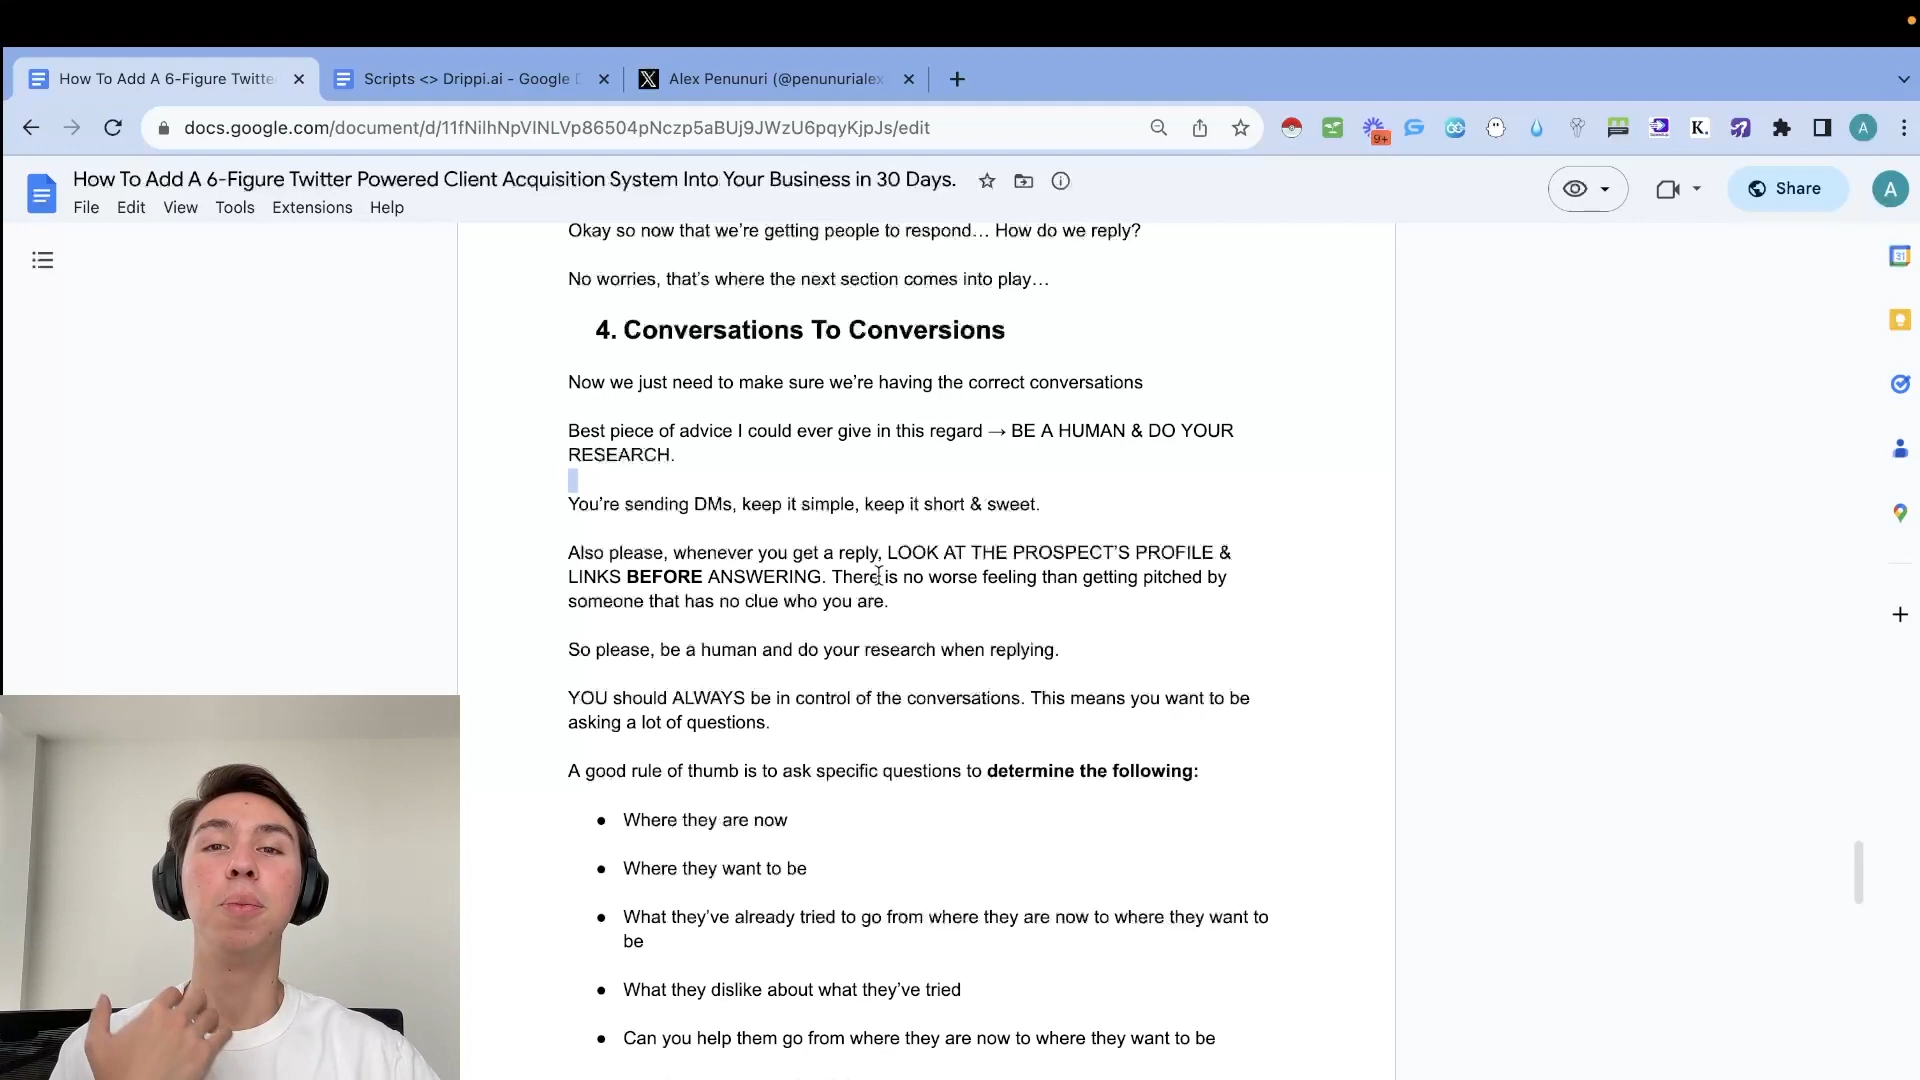 How To Add A 6-Figure Twitte
Scripts <> Drippi.ai - Google D
Alex Penunuri (@penunurialex
docs.google.com/document/d/11fNilhNpVINLVp86504pNczp5aBUj9JWzU6pqyKjpJs/edit
9+
K.
A
How To Add A 6-Figure Twitter Powered Client Acquisition System Into Your Business in 30 Days.
Share
A
File Edit View Tools Extensions Help
31
Okay so now that we’re getting people to respond… How do we reply?
No worries, that’s where the next section comes into play…
4. Conversations To Conversions
Now we just need to make sure we’re having the correct conversations
Best piece of advice I could ever give in this regard → BE A HUMAN & DO YOUR
RESEARCH.
You’re sending DMs, keep it simple, keep it short & sweet.
Also please, whenever you get a reply, LOOK AT THE PROSPECT’S PROFILE &
LINKS BEFORE ANSWERING. There is no worse feeling than getting pitched by
someone that has no clue who you are.
So please, be a human and do your research when replying.
YOU should ALWAYS be in control of the conversations. This means you want to be
asking a lot of questions.
A good rule of thumb is to ask specific questions to determine the following:
● Where they are now
● Where they want to be
● What they’ve already tried to go from where they are now to where they want to
be
● What they dislike about what they’ve tried
● Can you help them go from where they are now to where they want to be